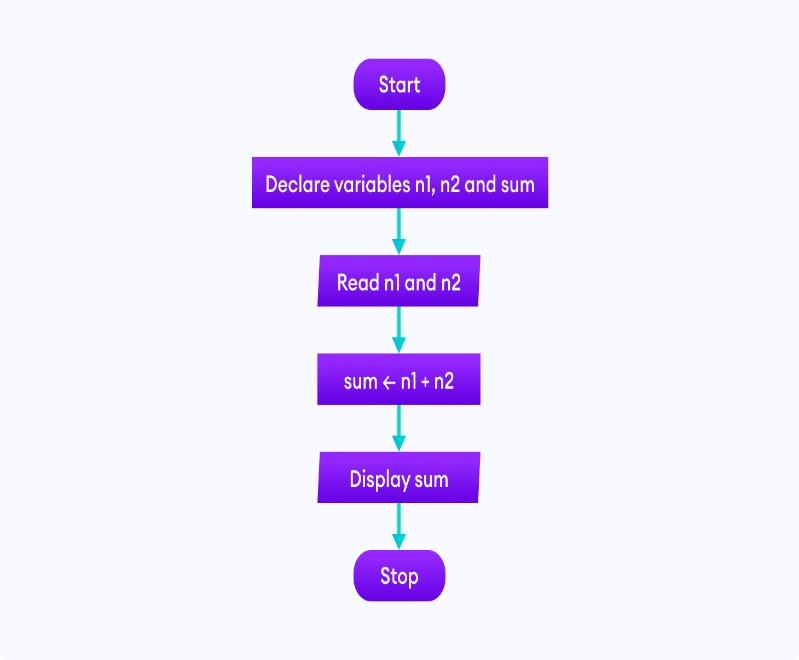 Start
Declare variables n1, n2 and sum
Read n1 and n2
sum ← n1 + n2
Display sum
Stop